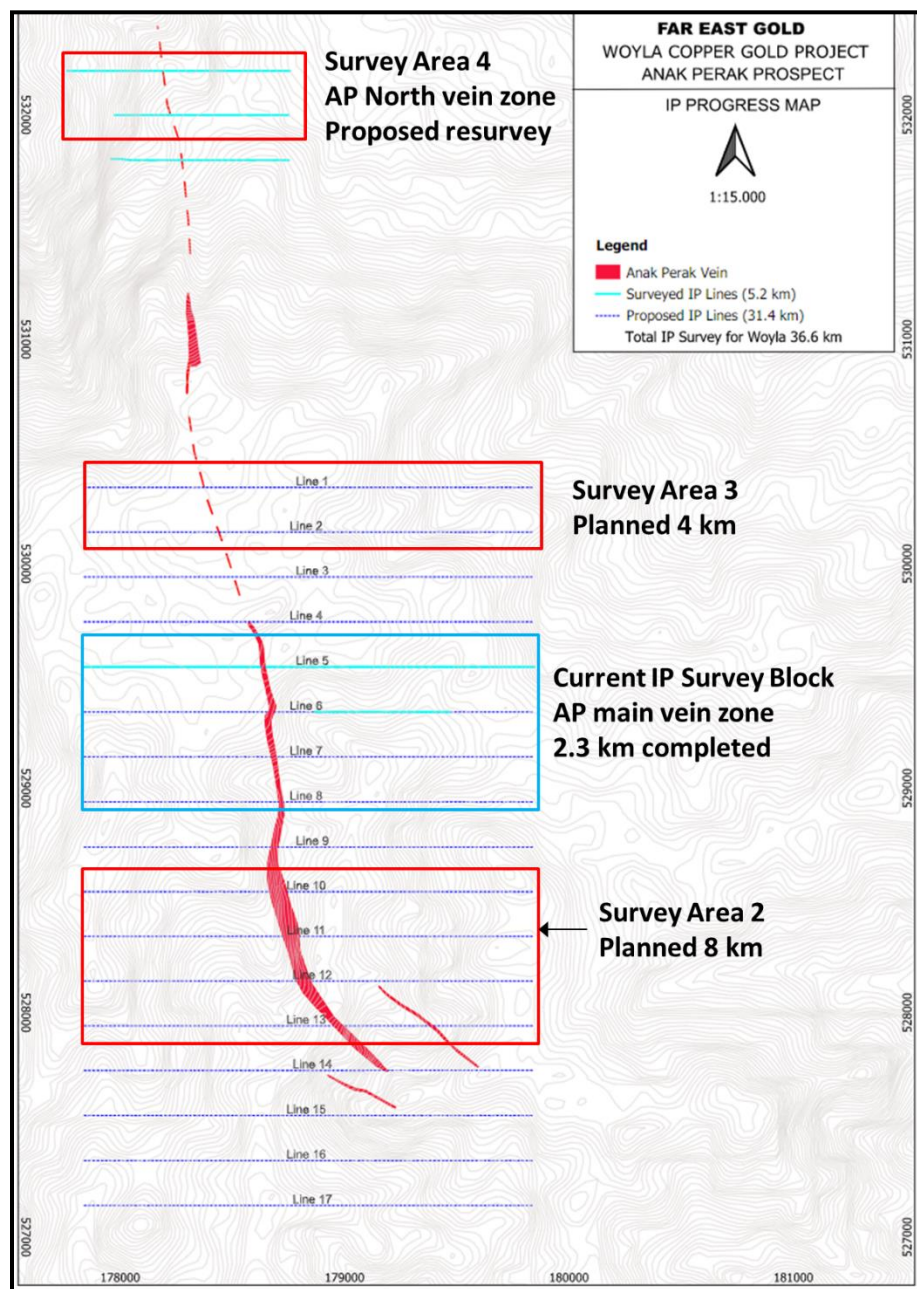 FAR EAST GOLD
WOYLA COPPER GOLD PROJECT
ANAK PERAK PROSPECT
IP PROGRESS MAP
1:15.000
Legend
Anak Perak Vein
Surveyed IP Lines (5.2 km)
Proposed IP Lines (31.4 km)
Total IP Survey for Woyla 36.6 km
Survey Area 4
AP North vein zone
Proposed resurvey
532000
532000
531000
531000
Line 1
Line 2
Survey Area 3
Planned 4 km
530000
530000
Line 3
Line 4
Line 5
Line 6
Line 7
Line 8
Current IP Survey Block
AP main vein zone
2.3 km completed
529000
529000
Line 9
Line 10
Line 11
Line 12
Line 13
Survey Area 2
Planned 8 km
528000
528000
Line 14
Line 15
Line 16
Line 17
527000
527000
178000
179000
180000
181000